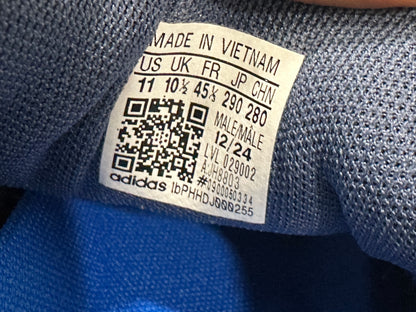 MADE IN VIETNAM
US UK FR JP CHN
11 10½ 45⅓ 290 280
MALE/MALE
12/24
LVL 029002
adidas